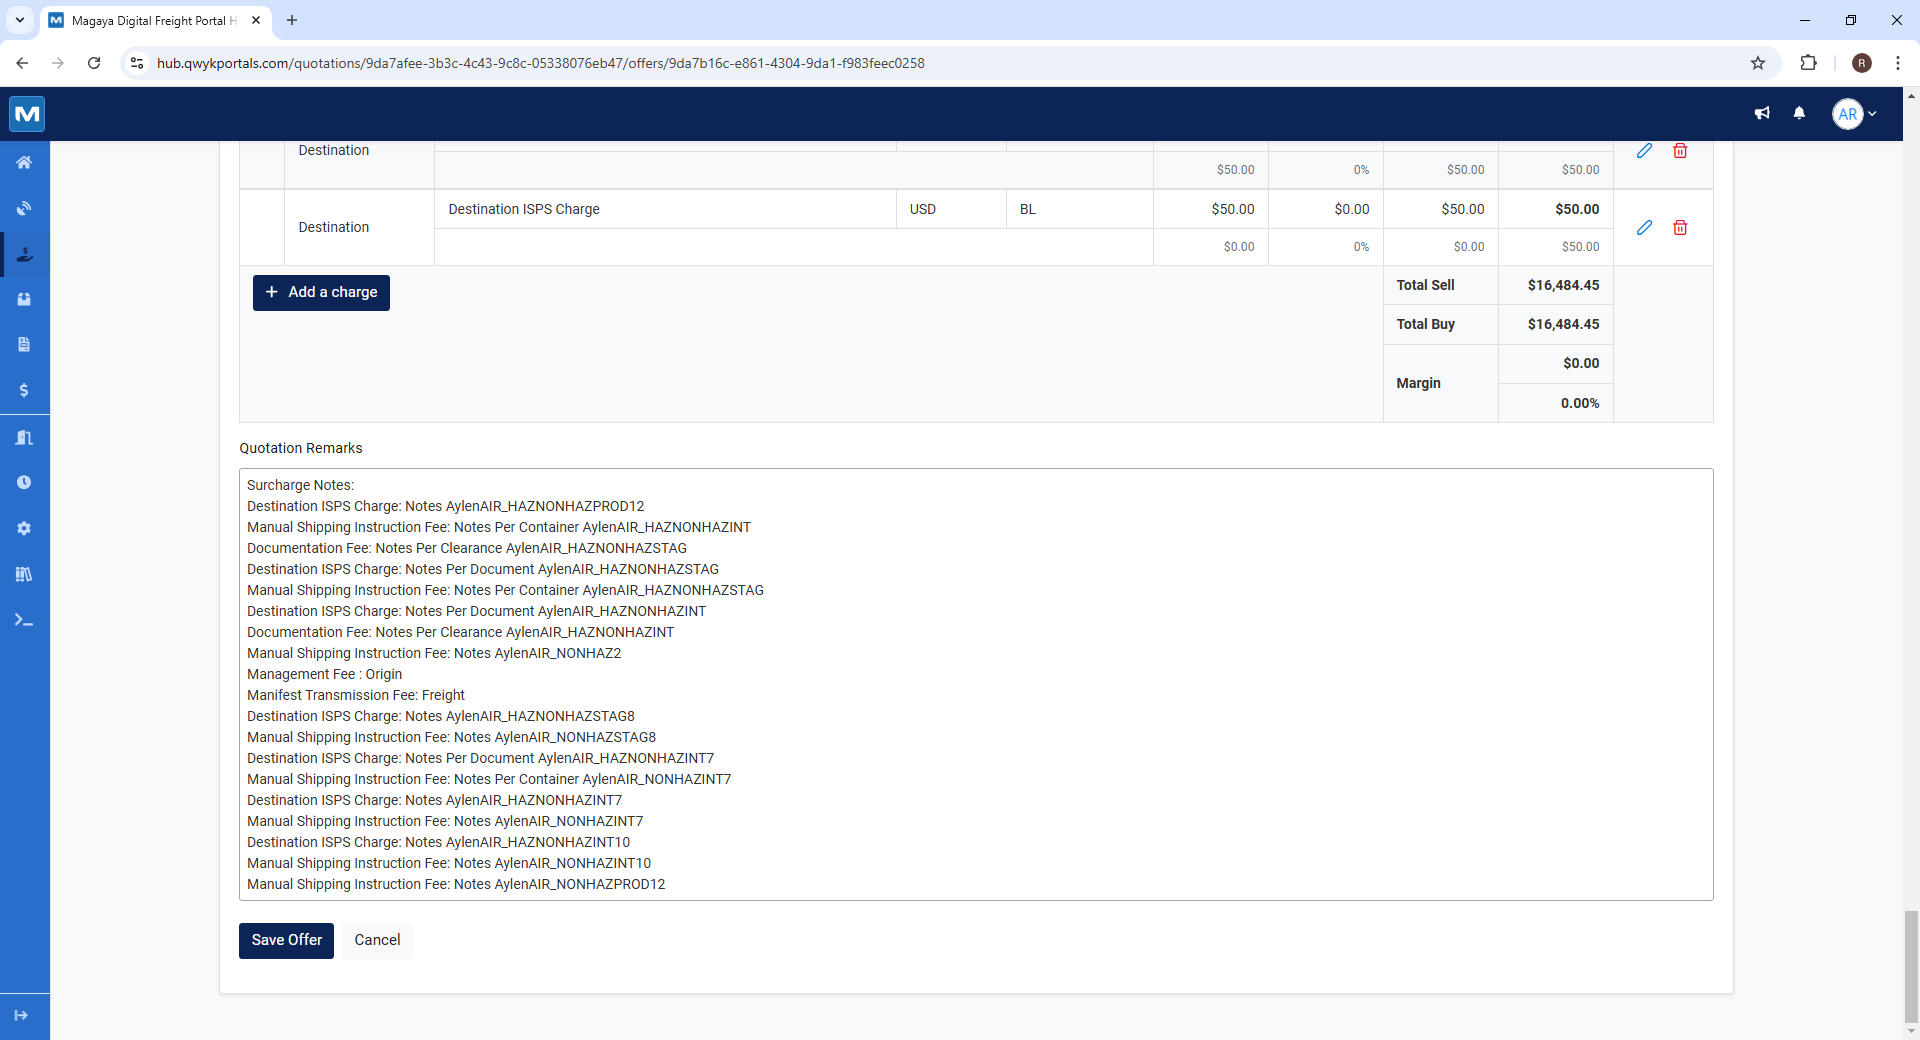 Magaya Digital Freight Portal H
hub.qwykportals.com/quotations/9da7afee-3b3c-4c43-9c8c-05338076eb47/offers/9da7b16c-e861-4304-9da1-f983feec0258
R
M
AR
Destination
$50.00 0% $50.00 $50.00
Destination
Destination ISPS Charge USD BL $50.00 $0.00 $50.00 $50.00
$0.00 0% $0.00 $50.00
+ Add a charge
Total Sell $16,484.45
Total Buy $16,484.45
Margin
$0.00
0.00%
Quotation Remarks
Surcharge Notes:
Destination ISPS Charge: Notes AylenAIR_HAZNONHAZPROD12
Manual Shipping Instruction Fee: Notes Per Container AylenAIR_HAZNONHAZINT
Documentation Fee: Notes Per Clearance AylenAIR_HAZNONHAZSTAG
Destination ISPS Charge: Notes Per Document AylenAIR_HAZNONHAZSTAG
Manual Shipping Instruction Fee: Notes Per Container AylenAIR_HAZNONHAZSTAG
Destination ISPS Charge: Notes Per Document AylenAIR_HAZNONHAZINT
Documentation Fee: Notes Per Clearance AylenAIR_HAZNONHAZINT
Manual Shipping Instruction Fee: Notes AylenAIR_NONHAZ2
Management Fee : Origin
Manifest Transmission Fee: Freight
Destination ISPS Charge: Notes AylenAIR_HAZNONHAZSTAG8
Manual Shipping Instruction Fee: Notes AylenAIR_NONHAZSTAG8
Destination ISPS Charge: Notes Per Document AylenAIR_HAZNONHAZINT7
Manual Shipping Instruction Fee: Notes Per Container AylenAIR_NONHAZINT7
Destination ISPS Charge: Notes AylenAIR_HAZNONHAZINT7
Manual Shipping Instruction Fee: Notes AylenAIR_NONHAZINT7
Destination ISPS Charge: Notes AylenAIR_HAZNONHAZINT10
Manual Shipping Instruction Fee: Notes AylenAIR_NONHAZINT10
Manual Shipping Instruction Fee: Notes AylenAIR_NONHAZPROD12
Save Offer Cancel